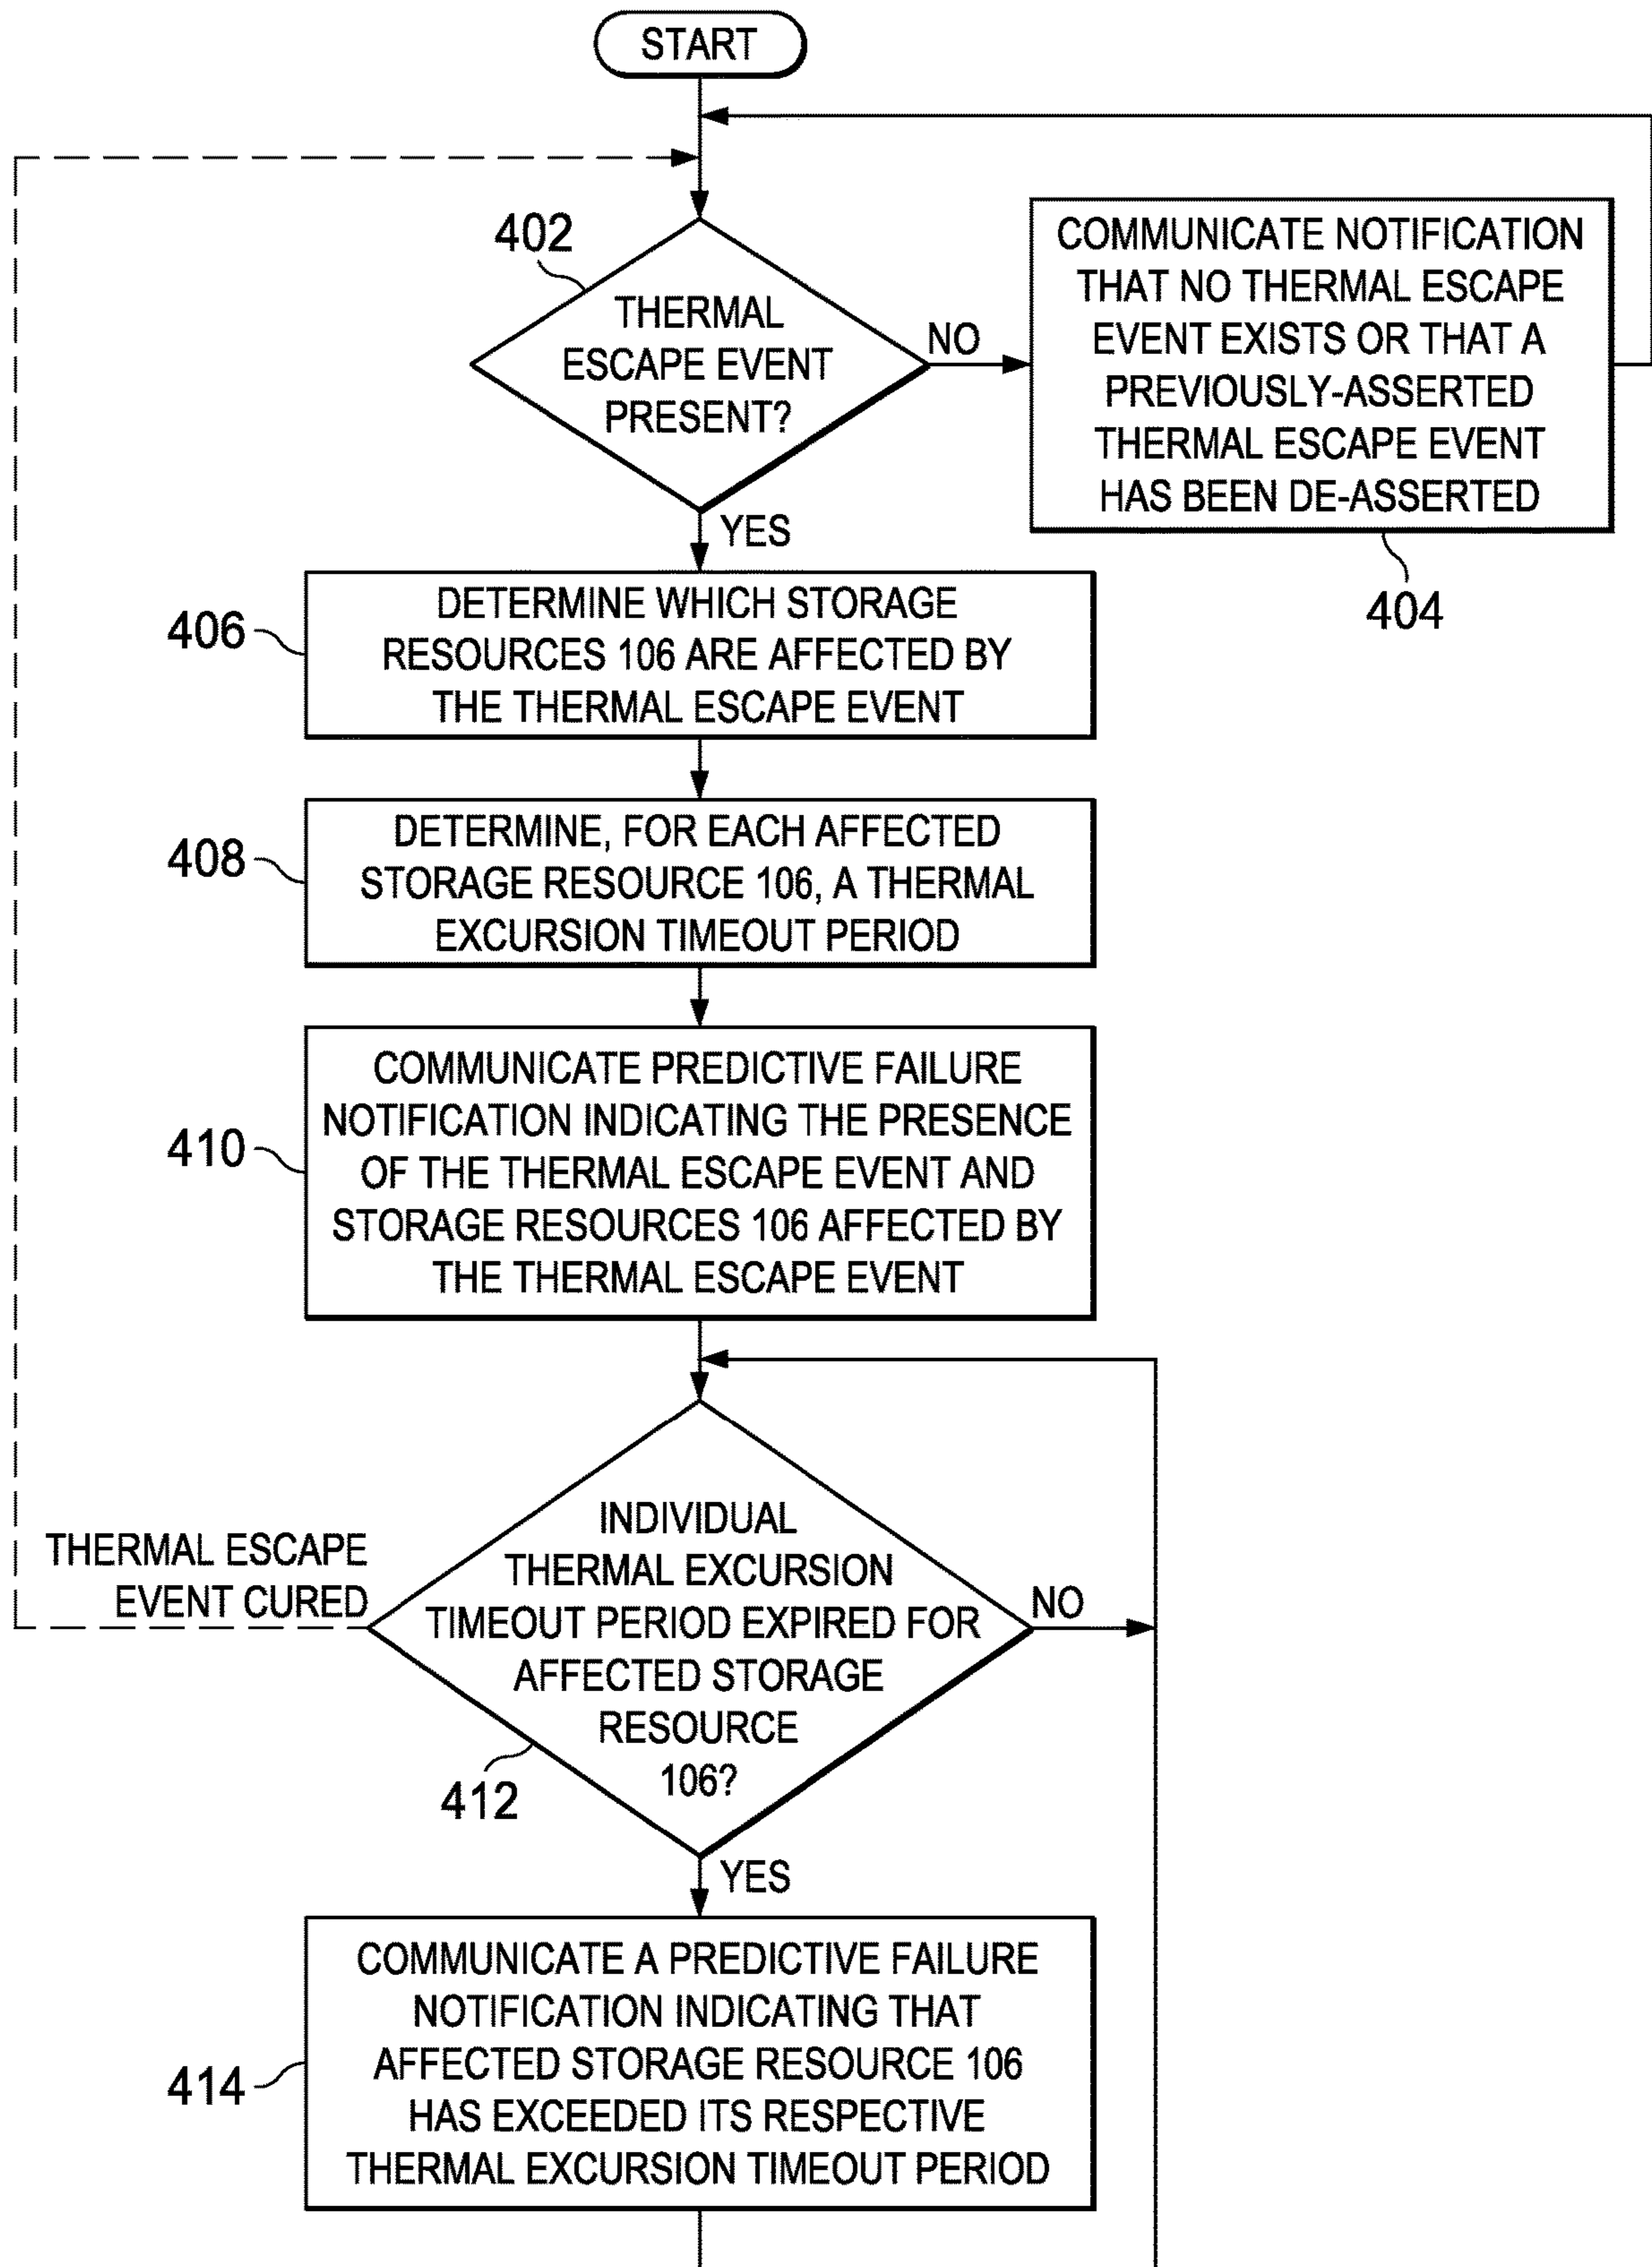 START
402
THERMAL
ESCAPE EVENT
PRESENT?
NO
COMMUNICATE NOTIFICATION
THAT NO THERMAL ESCAPE
EVENT EXISTS OR THAT A
PREVIOUSLY-ASSERTED
THERMAL ESCAPE EVENT
HAS BEEN DE-ASSERTED
404
YES
406
DETERMINE WHICH STORAGE
RESOURCES 106 ARE AFFECTED BY
THE THERMAL ESCAPE EVENT
408
DETERMINE, FOR EACH AFFECTED
STORAGE RESOURCE 106, A THERMAL
EXCURSION TIMEOUT PERIOD
410
COMMUNICATE PREDICTIVE FAILURE
NOTIFICATION INDICATING THE PRESENCE
OF THE THERMAL ESCAPE EVENT AND
STORAGE RESOURCES 106 AFFECTED BY
THE THERMAL ESCAPE EVENT
THERMAL ESCAPE
EVENT CURED
INDIVIDUAL
THERMAL EXCURSION
TIMEOUT PERIOD EXPIRED FOR
AFFECTED STORAGE
RESOURCE
106?
NO
412
YES
414
COMMUNICATE A PREDICTIVE FAILURE
NOTIFICATION INDICATING THAT
AFFECTED STORAGE RESOURCE 106
HAS EXCEEDED ITS RESPECTIVE
THERMAL EXCURSION TIMEOUT PERIOD